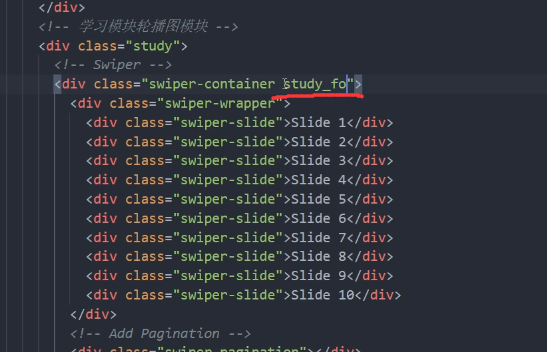 </div>
<!-- 学习模块轮播图模块 -->
<div class="study">
<!-- Swiper -->
<div class="swiper-container study_fo">
<div class="swiper-wrapper">
<div class="swiper-slide">Slide 1</div>
<div class="swiper-slide">Slide 2</div>
<div class="swiper-slide">Slide 3</div>
<div class="swiper-slide">Slide 4</div>
<div class="swiper-slide">Slide 5</div>
<div class="swiper-slide">Slide 6</div>
<div class="swiper-slide">Slide 7</div>
<div class="swiper-slide">Slide 8</div>
<div class="swiper-slide">Slide 9</div>
<div class="swiper-slide">Slide 10</div>
</div>
<!-- Add Pagination -->
<div class="swiper-pagination"></div>